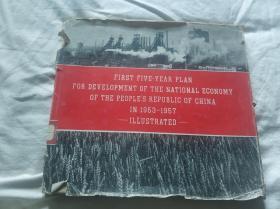 FIRST FIVE-YEAR PLAN
FOR DEVELOPMENT OF THE NATIONAL ECONOMY
OF THE PEOPLE'S REPUBLIC OF CHINA
IN 1953-1957
— ILLUSTRATED —